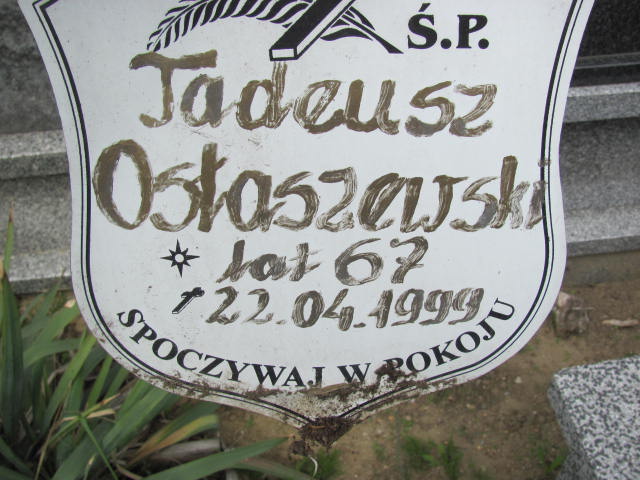 Ś.P.
Tadeusz
Osłaszewski
lat 67
22.04.1999
SPOCZYWAJ W POKOJU